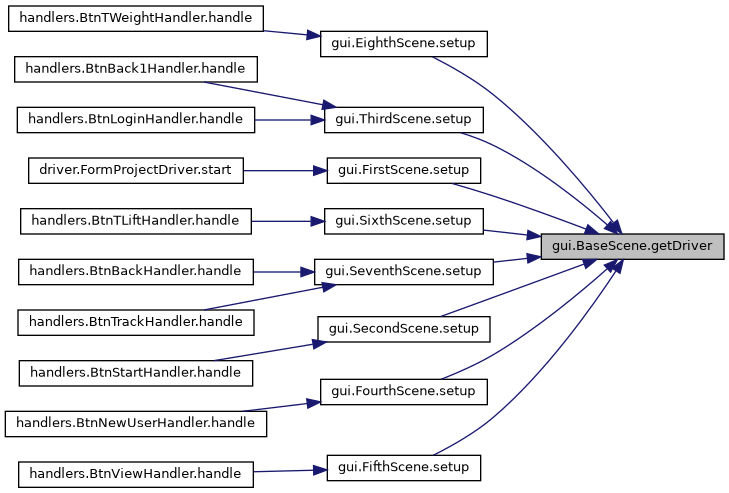 handlers.BtnTWeightHandler.handle
gui.EighthScene.setup
handlers.BtnBack1Handler.handle
handlers.BtnLoginHandler.handle
gui.ThirdScene.setup
driver.FormProjectDriver.start
gui.FirstScene.setup
handlers.BtnTLiftHandler.handle
gui.SixthScene.setup
gui.BaseScene.getDriver
handlers.BtnBackHandler.handle
gui.SeventhScene.setup
handlers.BtnTrackHandler.handle
gui.SecondScene.setup
handlers.BtnStartHandler.handle
gui.FourthScene.setup
handlers.BtnNewUserHandler.handle
gui.FifthScene.setup
handlers.BtnViewHandler.handle